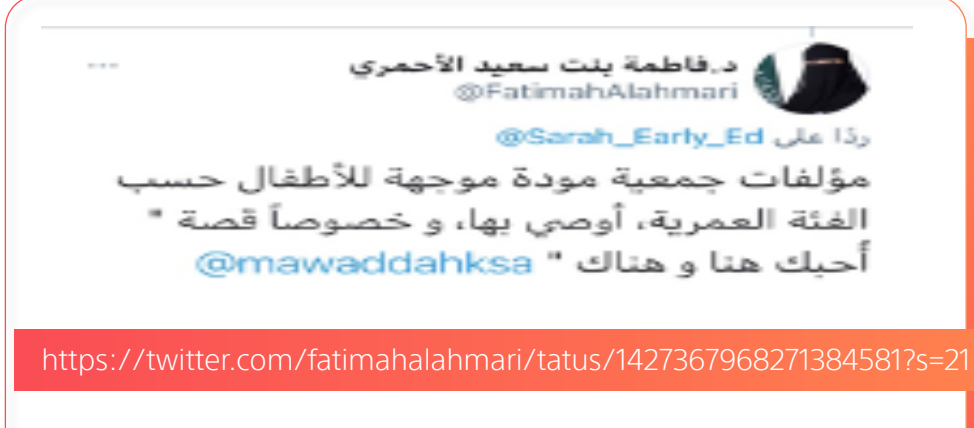 د.فاطمة بنت سعيد الأحمري
@FatimahAlahmari
ردًا على @Sarah_Early_Ed
مؤلفات جمعية مودة موجهة للأطفال حسب
الفئة العمرية، أوصي بها، و خصوصاً قصة "
أحبك هنا و هناك " @mawaddahksa
https://twitter.com/fatimahalahmari/tatus/1427367968271384581?s=21